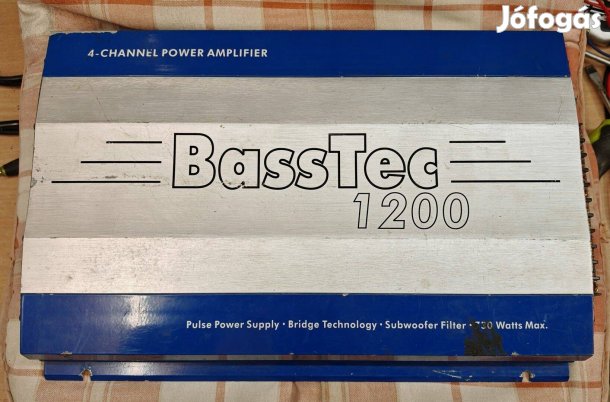 Jófogás
4-CHANNEL POWER AMPLIFIER
BassTec
1200
Pulse Power Supply · Bridge Technology · Subwoofer Filter · Watts Max.